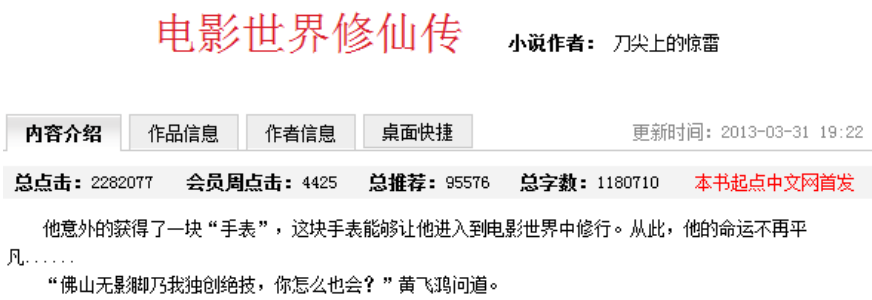 电影世界修仙传 小说作者： 刀尖上的惊雷
内容介绍 作品信息 作者信息 桌面快捷 更新时间：2013-03-31 19:22
总点击：2282077 会员周点击：4425 总推荐：95576 总字数：1180710 本书起点中文网首发
他意外的获得了一块“手表”，这块手表能够让他进入到电影世界中修行。从此，他的命运不再平
凡......
“佛山无影脚乃我独创绝技，你怎么也会？”黄飞鸿问道。